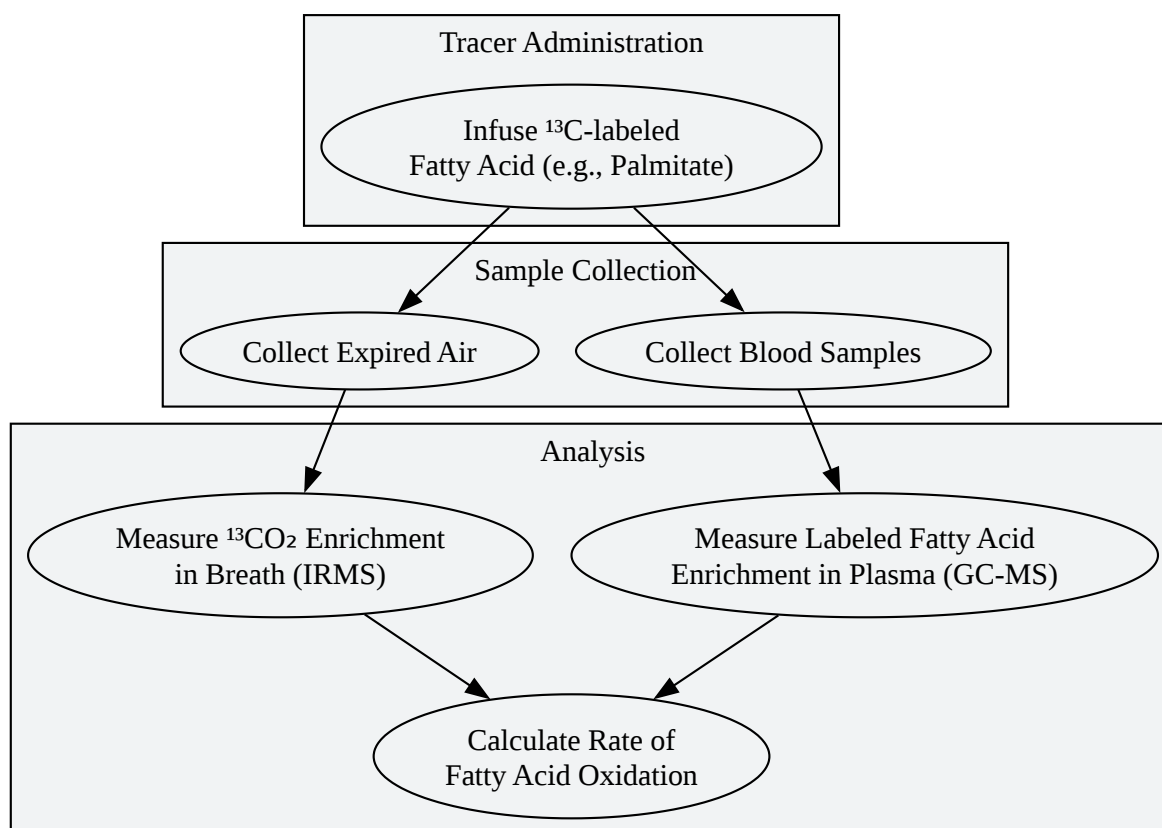 Tracer Administration
Infuse ¹³C-labeled
Fatty Acid (e.g., Palmitate)
Sample Collection
Collect Expired Air
Collect Blood Samples
Analysis
Measure ¹³CO₂ Enrichment
in Breath (IRMS)
Measure Labeled Fatty Acid
Enrichment in Plasma (GC-MS)
Calculate Rate of
Fatty Acid Oxidation